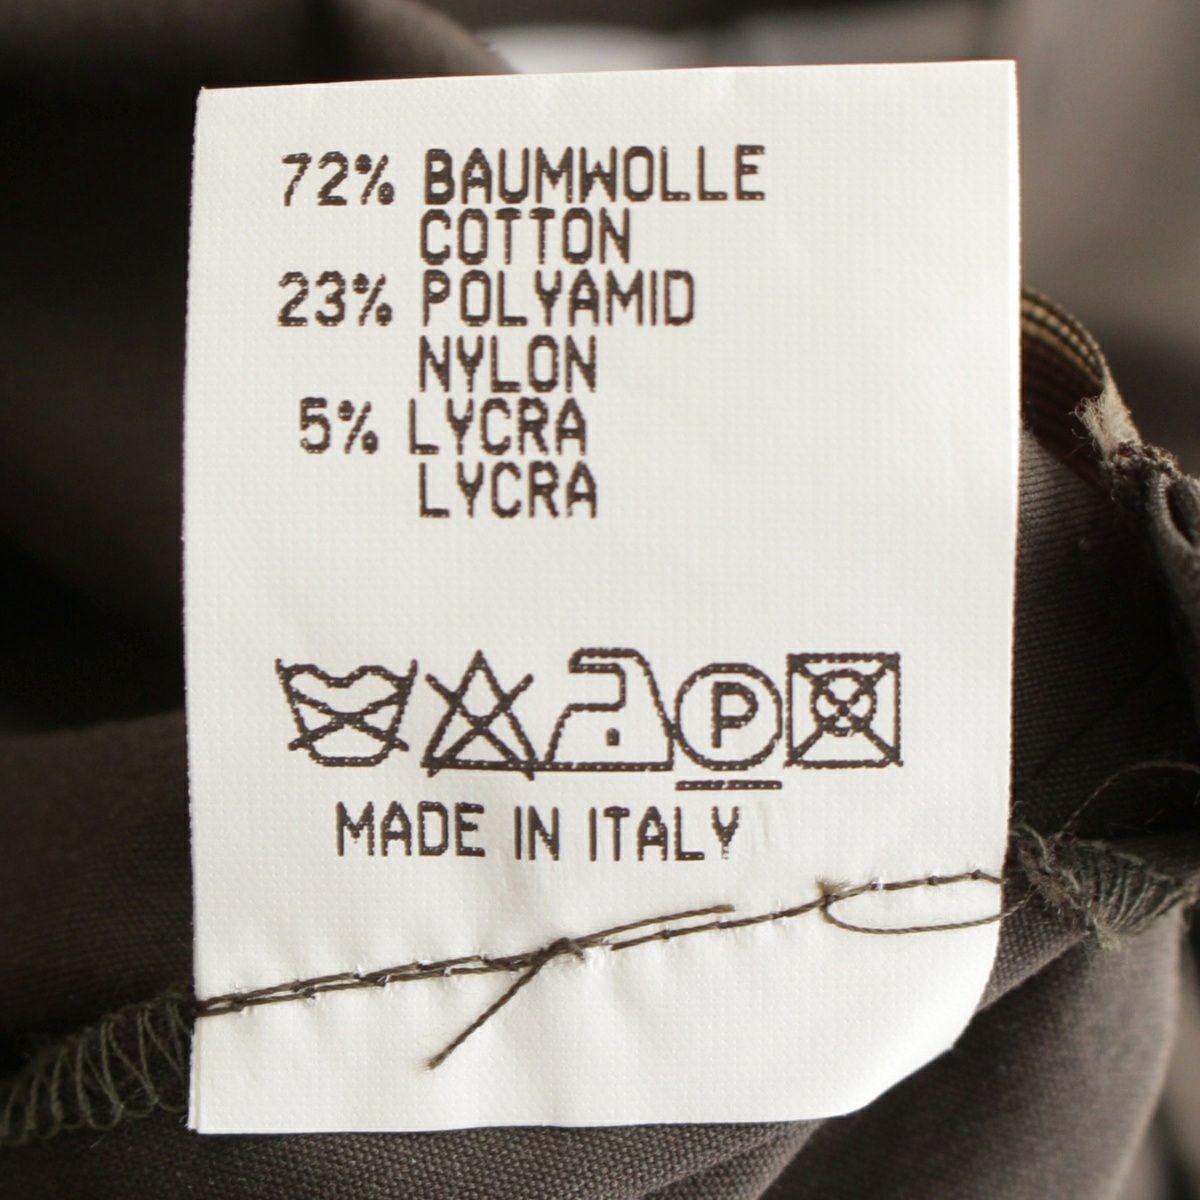 72% BAUMWOLLE
COTTON
23% POLYAMID
NYLON
5% LYCRA
LYCRA
P
MADE IN ITALY